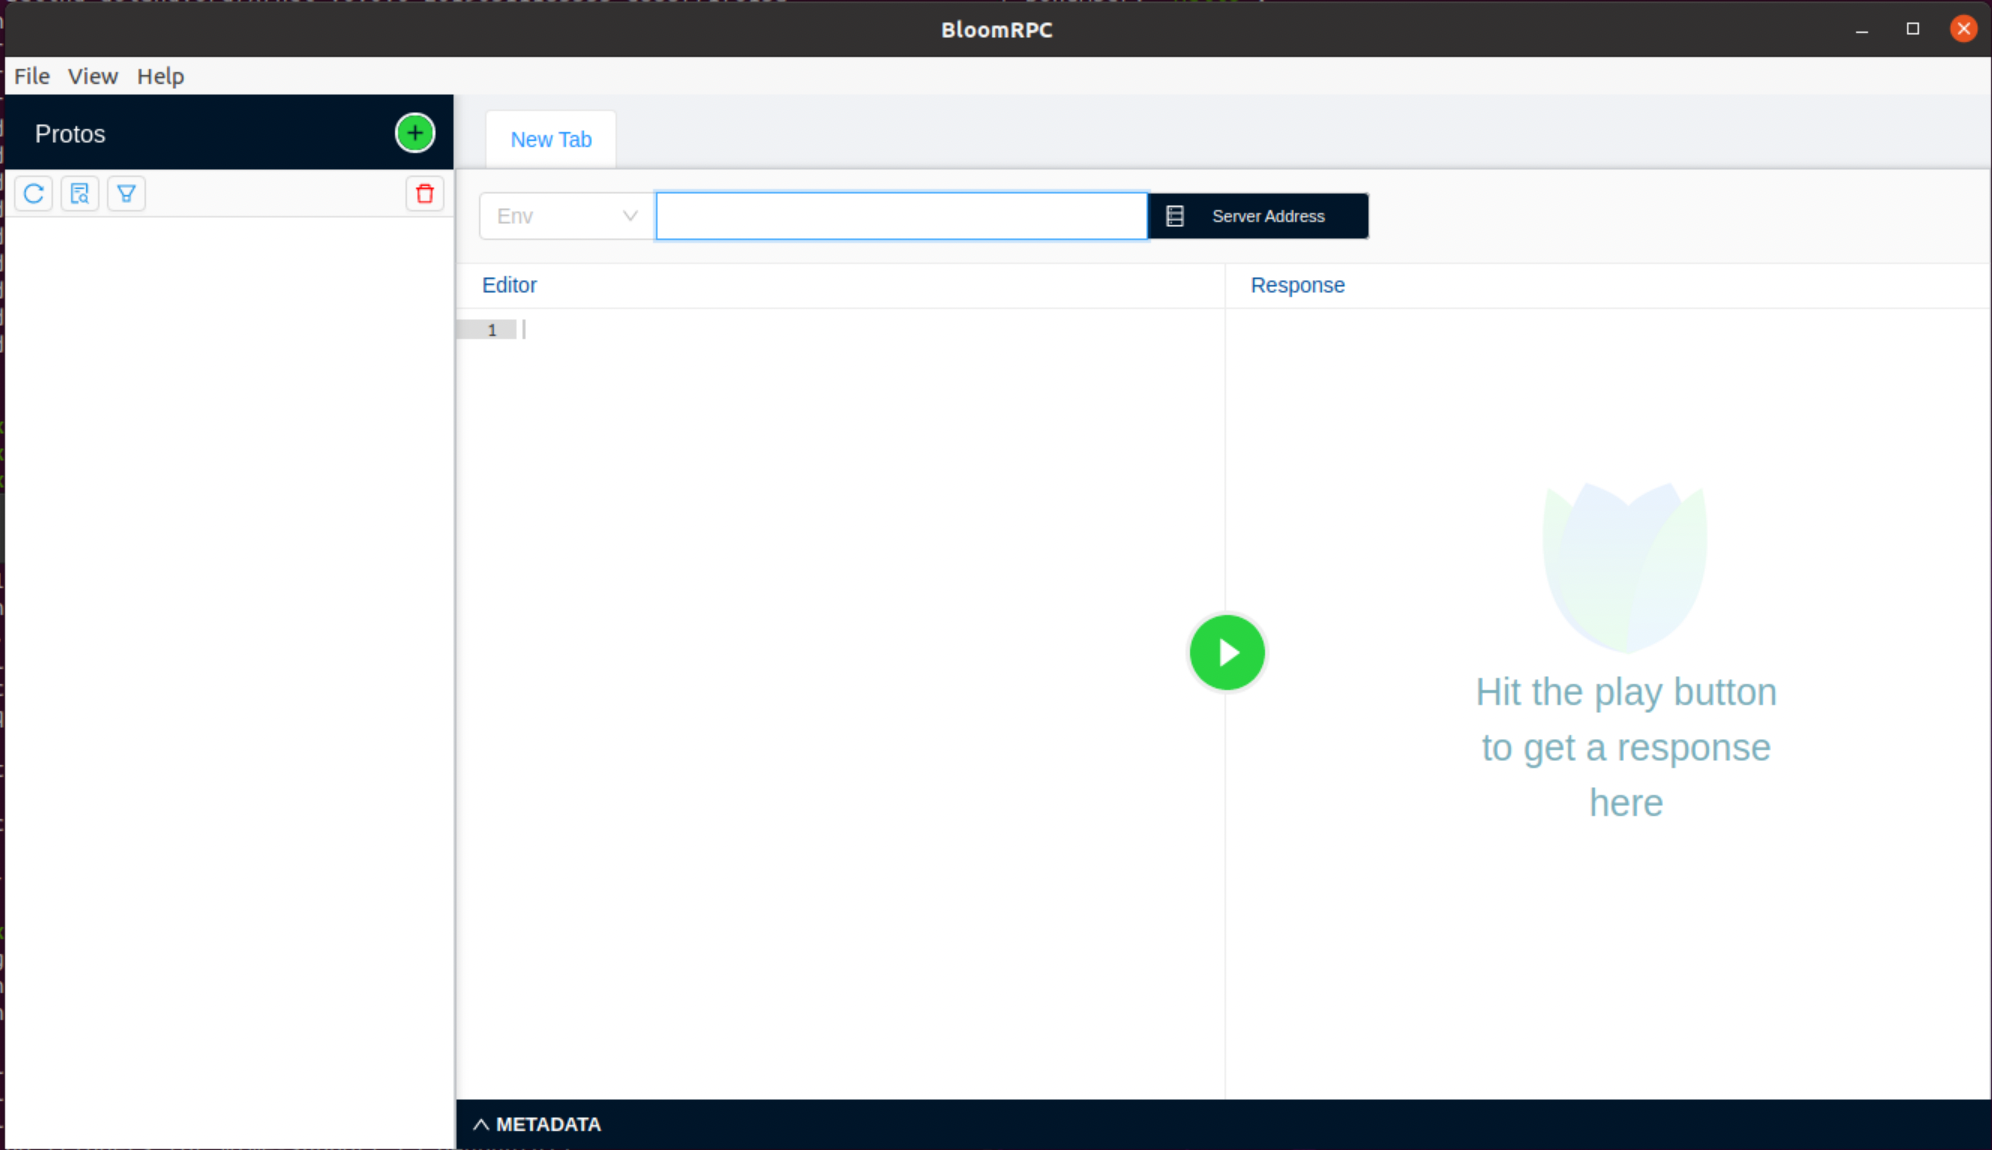 BloomRPC
File View Help
Protos
New Tab
Env
Server Address
Editor
Response
1
Hit the play button
to get a response
here
METADATA